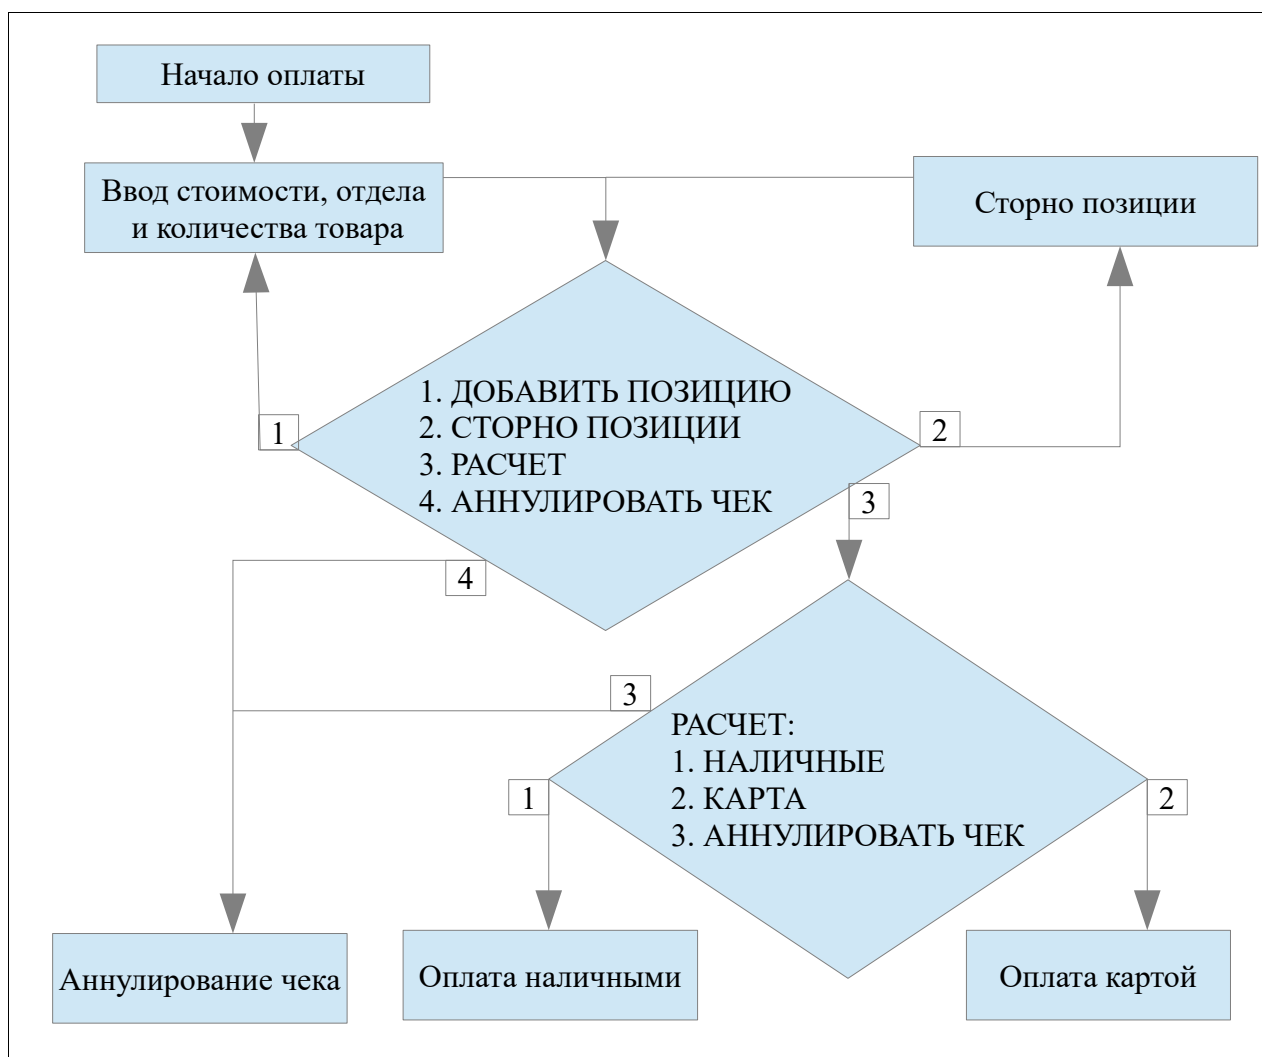 Начало оплаты
Ввод стоимости, отдела
и количества товара
Сторно позиции
1. ДОБАВИТЬ ПОЗИЦИЮ
2. СТОРНО ПОЗИЦИИ
3. РАСЧЕТ
4. АННУЛИРОВАТЬ ЧЕК
1
2
3
4
3
РАСЧЕТ:
1. НАЛИЧНЫЕ
2. КАРТА
3. АННУЛИРОВАТЬ ЧЕК
1
2
Аннулирование чека
Оплата наличными
Оплата картой